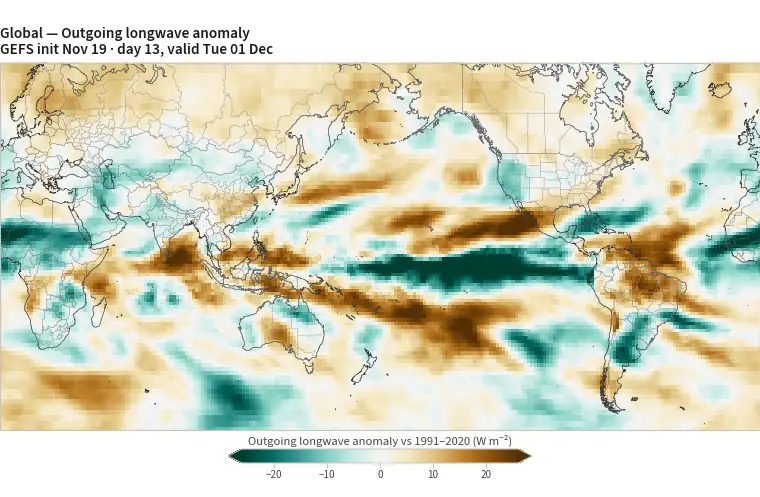 Global — Outgoing longwave anomaly
GEFS init Nov 19 · day 13, valid Tue 01 Dec
Outgoing longwave anomaly vs 1991–2020 (W m⁻²)
−20 −10 0 10 20